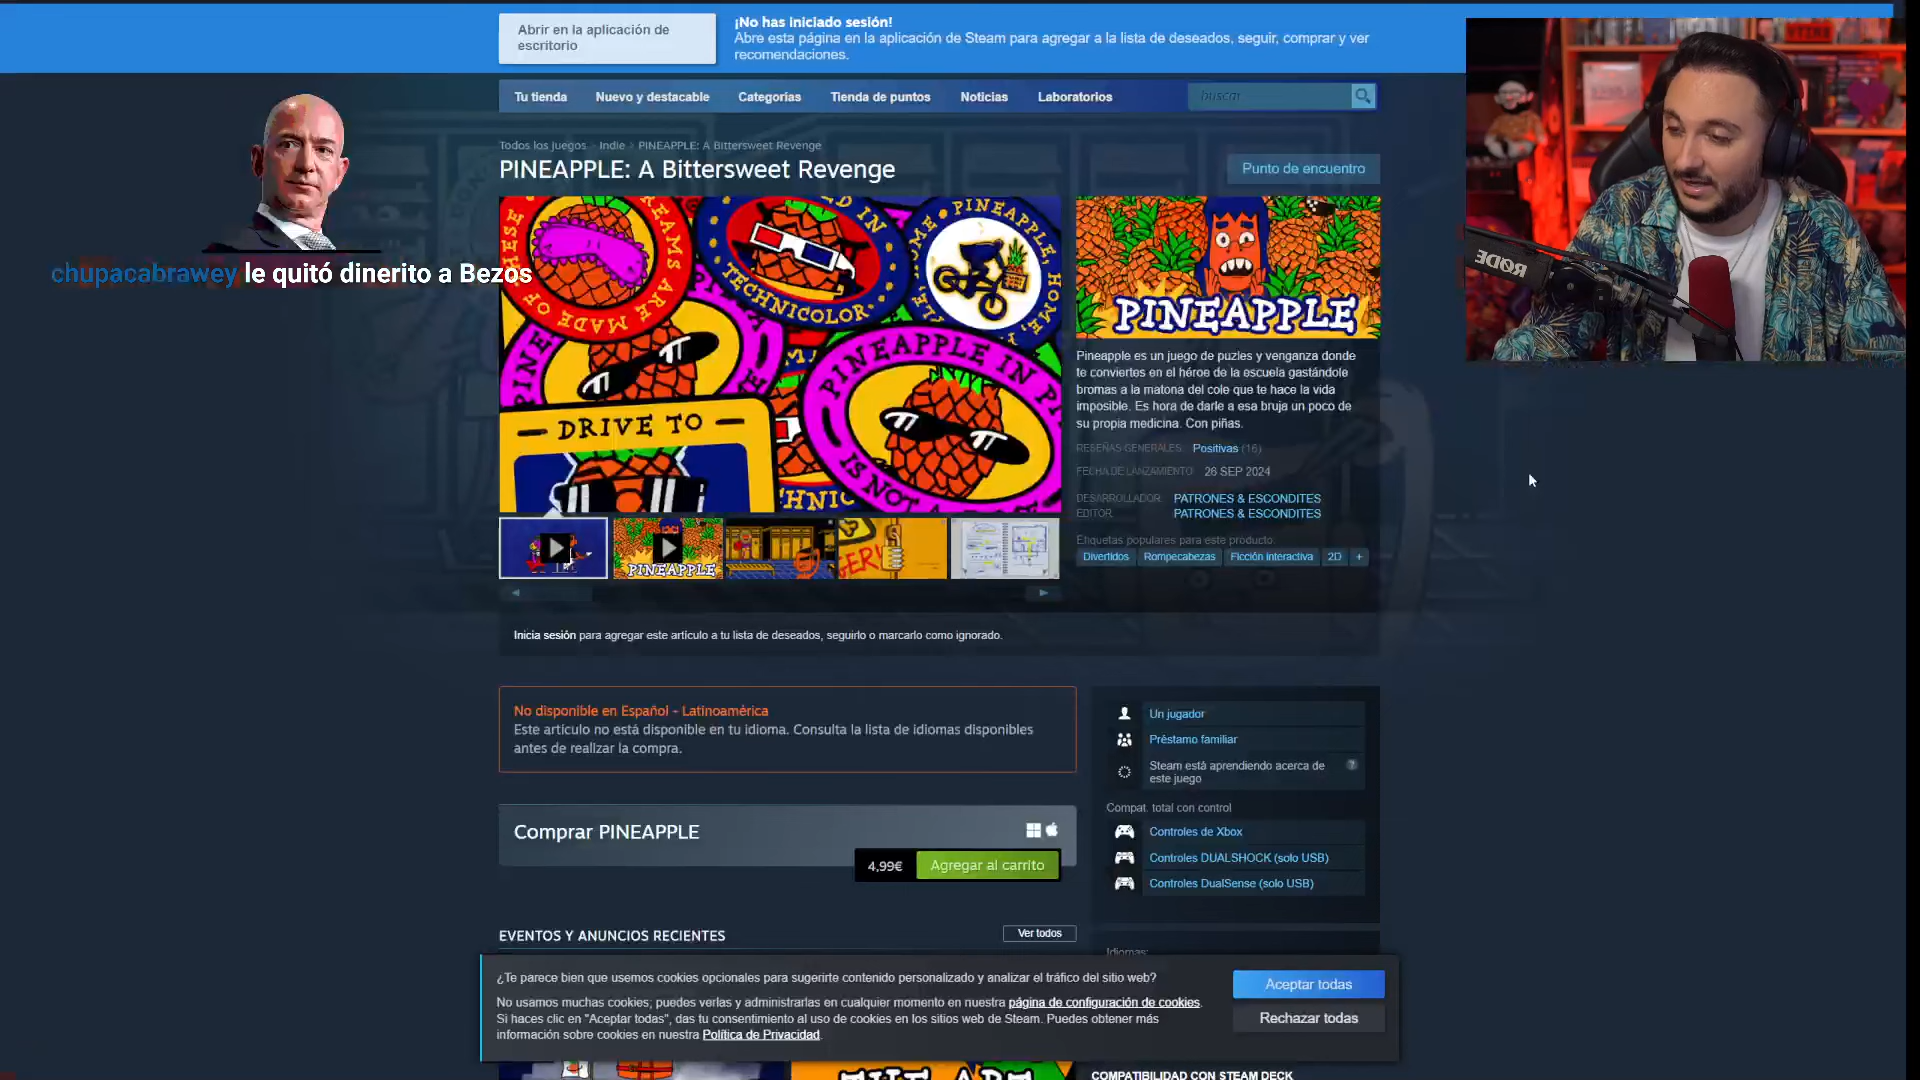 Abrir en la aplicación de
escritorio
¡No has iniciado sesión!
Abre esta página en la aplicación de Steam para agregar a la lista de deseados, seguir, comprar y ver
recomendaciones.
Tu tienda
Nuevo y destacable
Categorías
Tienda de puntos
Noticias
Laboratorios
buscar
chupacabrawey le quitó dinerito a Bezos
Todos los juegos > Indie > PINEAPPLE: A Bittersweet Revenge
PINEAPPLE: A Bittersweet Revenge
Punto de encuentro
REAMS ARE MADE OF
TECHNICOLOR
PINEAPPLE
HOME
PINEAPPLE IN P
IS NOT A
DRIVE TO
PINEAPPLE
PINEAPPLE
Pineapple es un juego de puzles y venganza donde
te conviertes en el héroe de la escuela gastándole
bromas a la matona del cole que te hace la vida
imposible. Es hora de darle a esa bruja un poco de
su propia medicina. Con piñas.
RESEÑAS GENERALES: Positivas (16)
FECHA DE LANZAMIENTO: 26 SEP 2024
DESARROLLADOR: PATRONES & ESCONDITES
EDITOR: PATRONES & ESCONDITES
Etiquetas populares para este producto:
Divertidos
Rompecabezas
Ficción interactiva
2D
+
Inicia sesión para agregar este artículo a tu lista de deseados, seguirlo o marcarlo como ignorado.
No disponible en Español - Latinoamérica
Este artículo no está disponible en tu idioma. Consulta la lista de idiomas disponibles
antes de realizar la compra.
Comprar PINEAPPLE
4,99€
Agregar al carrito
Un jugador
Préstamo familiar
Steam está aprendiendo acerca de
este juego
?
Compat. total con control
Controles de Xbox
Controles DUALSHOCK (solo USB)
Controles DualSense (solo USB)
EVENTOS Y ANUNCIOS RECIENTES
Ver todos
Idiomas:
¿Te parece bien que usemos cookies opcionales para sugerirte contenido personalizado y analizar el tráfico del sitio web?
No usamos muchas cookies; puedes verlas y administrarlas en cualquier momento en nuestra página de configuración de cookies.
Si haces clic en "Aceptar todas", das tu consentimiento al uso de cookies en los sitios web de Steam. Puedes obtener más
información sobre cookies en nuestra Política de Privacidad.
Aceptar todas
Rechazar todas
COMPATIBILIDAD CON STEAM DECK
RØDE